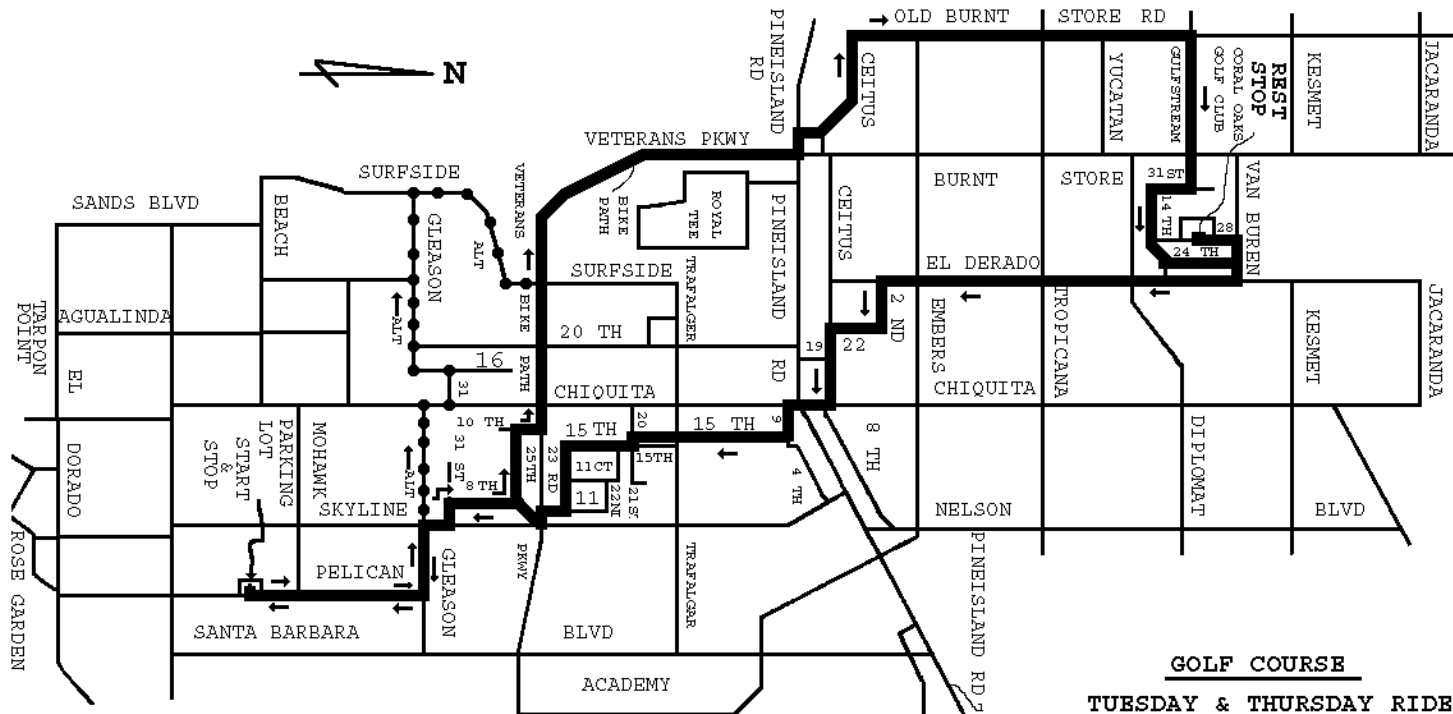 OLD BURNT STORE RD
PINEISLAND
RD
CEITUS
YUCATAN
GULFSTREAM
CORAL OAKS
GOLF CLUB
REST
STOP
KESMET
JACARANDA
N
VETERANS PKWY
SURFSIDE
SANDS BLVD
BEACH
GLEASON
VETERANS
ALT
BIKE
PATH
ROYAL
TEE
PINEISLAND
CEITUS
BURNT STORE
31ST
14 TH
28
24 TH
VAN BUREN
EL DERADO
SURFSIDE
TRAFALGER
BIKE
ALT
AGUALINDA
TARPON
POINT
20 TH
19
22
2 ND
EMBERS
TROPICANA
KESMET
JACARANDA
16
PATH
RD
EL
31
CHIQUITA
CHIQUITA
10 TH
15 TH
20
15 TH
9
8 TH
DIPLOMAT
DORADO
START
&
STOP
PARKING
LOT
MOHAWK
ALT
31 ST
25TH
23 RD
11CT
15TH
4 TH
8 TH
11
22ND
21S
SKYLINE
NELSON
BLVD
ROSE GARDEN
PELICAN
GLEASON
PKWY
TRAFALGAR
PINEISLAND RD
SANTA BARBARA
BLVD
ACADEMY
GOLF COURSE
TUESDAY & THURSDAY RIDE